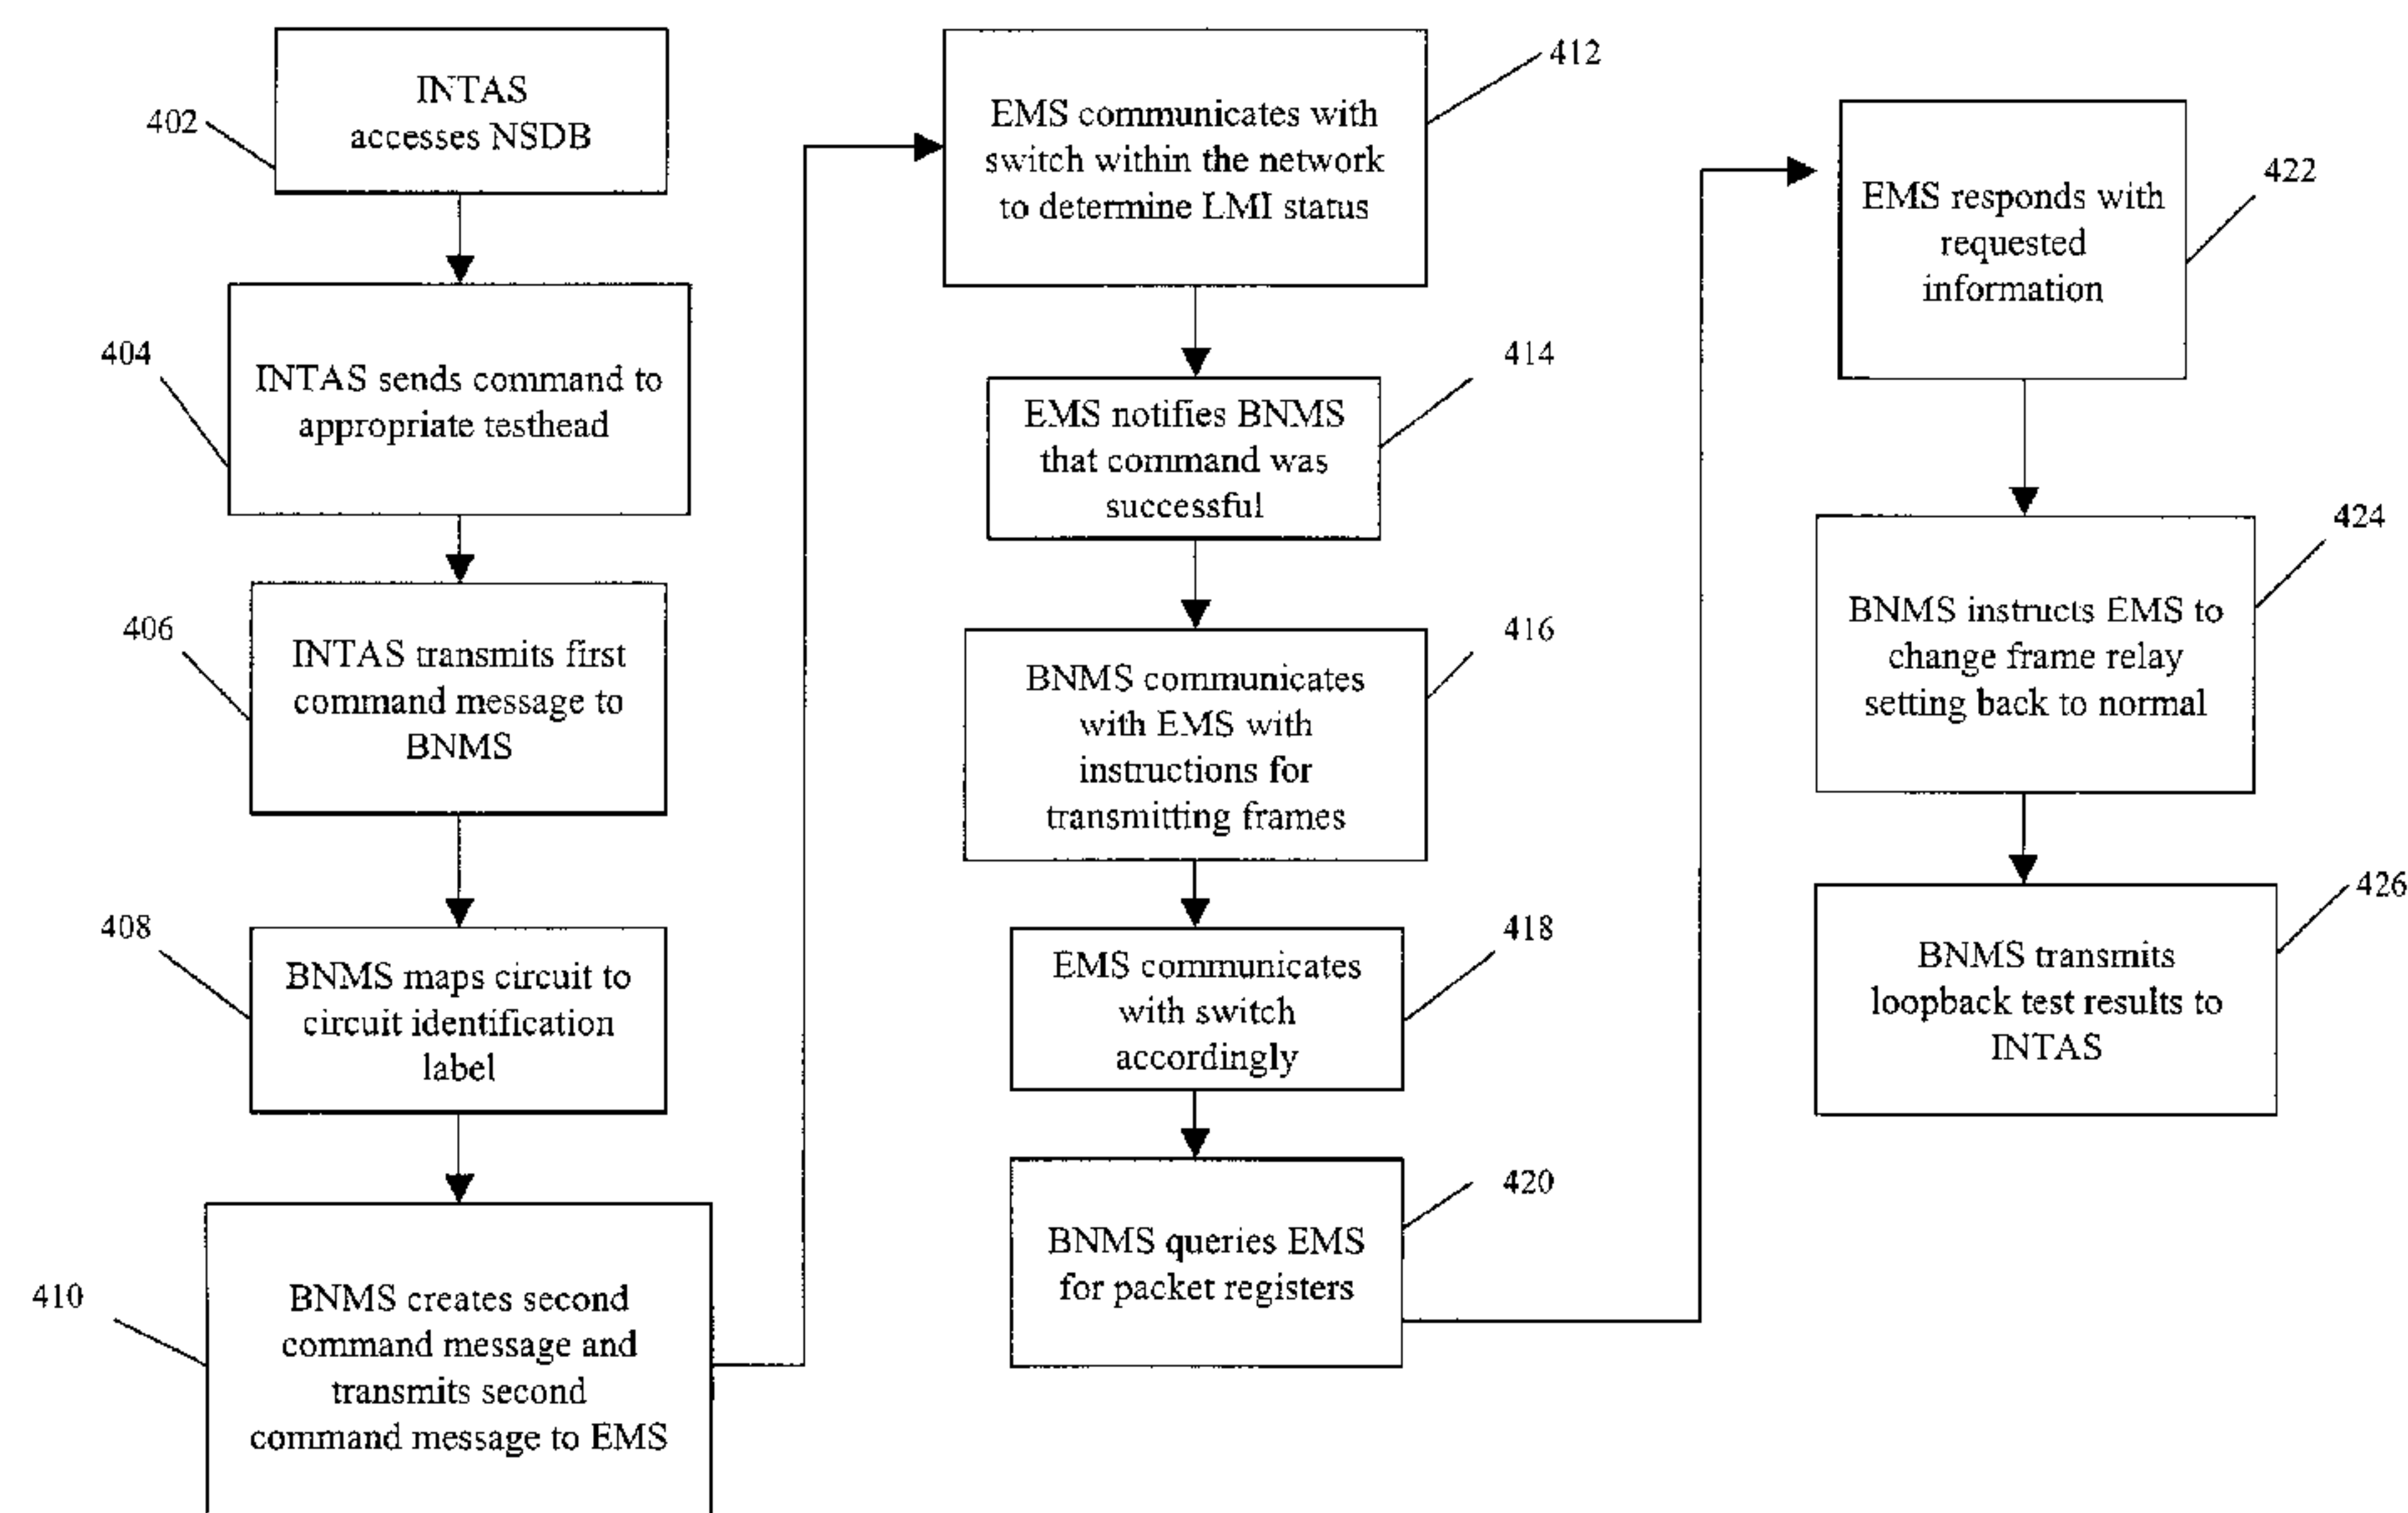 INTAS
accesses NSDB
402
INTAS sends command to
appropriate testhead
404
INTAS transmits first
command message to
BNMS
406
BNMS maps circuit to
circuit identification
label
408
BNMS creates second
command message and
transmits second
command message to EMS
410
EMS communicates with
switch within the network
to determine LMI status
412
EMS notifies BNMS
that command was
successful
414
BNMS communicates
with EMS with
instructions for
transmitting frames
416
EMS communicates
with switch
accordingly
418
BNMS queries EMS
for packet registers
420
EMS responds with
requested
information
422
BNMS instructs EMS to
change frame relay
setting back to normal
424
BNMS transmits
loopback test results to
INTAS
426